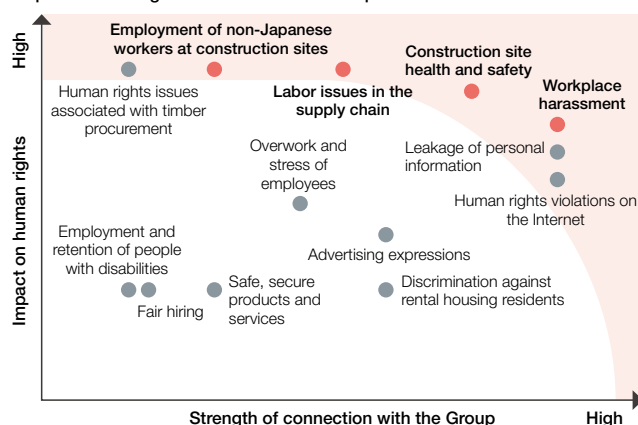 High
Employment of non-Japanese
workers at construction sites
Construction site
health and safety
Workplace
harassment
Human rights issues
associated with timber
procurement
Labor issues in the
supply chain
Overwork and
stress of
employees
Leakage of personal
information
Human rights violations on
the Internet
Employment and
retention of people
with disabilities
Advertising expressions
Fair hiring
Safe, secure
products and
services
Discrimination against
rental housing residents
Impact on human rights
Strength of connection with the Group
High